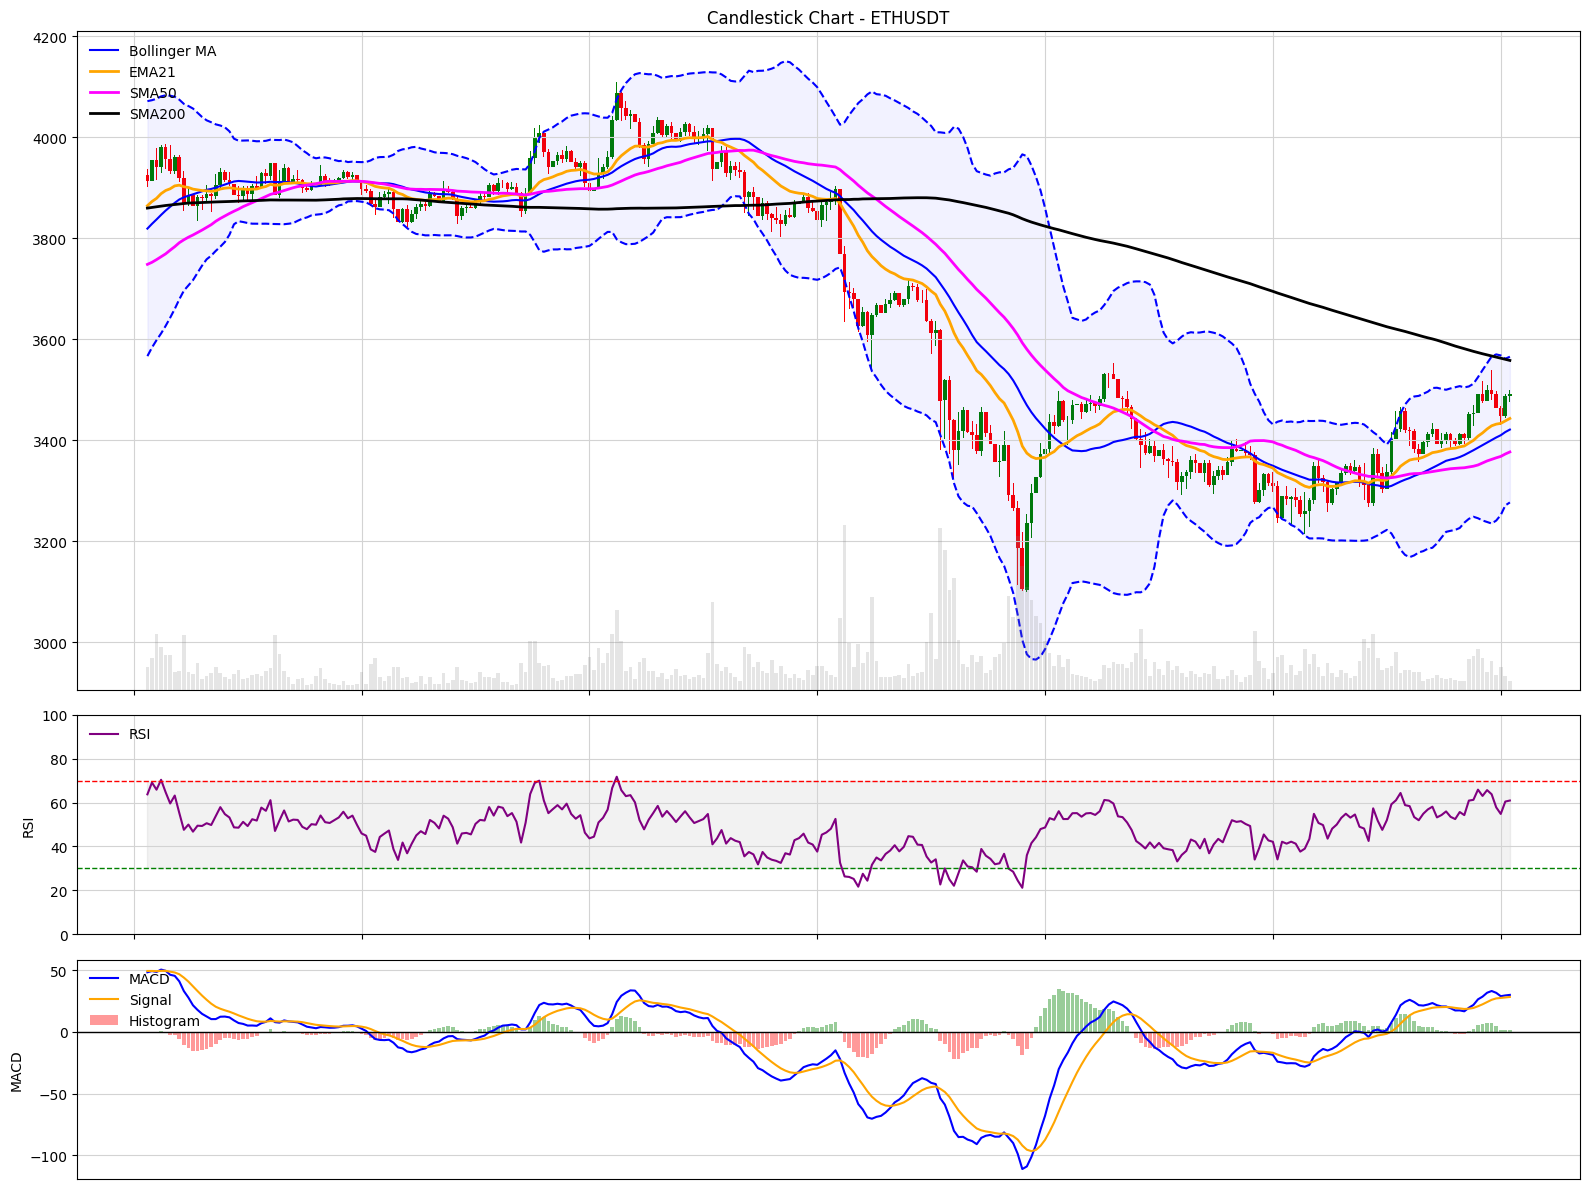 Candlestick Chart - ETHUSDT
4200
4000
3800
3600
3400
3200
3000
Bollinger MA
EMA21
SMA50
SMA200
100
80
60
40
20
0
RSI
RSI
50
0
−50
−100
MACD
MACD
Signal
Histogram